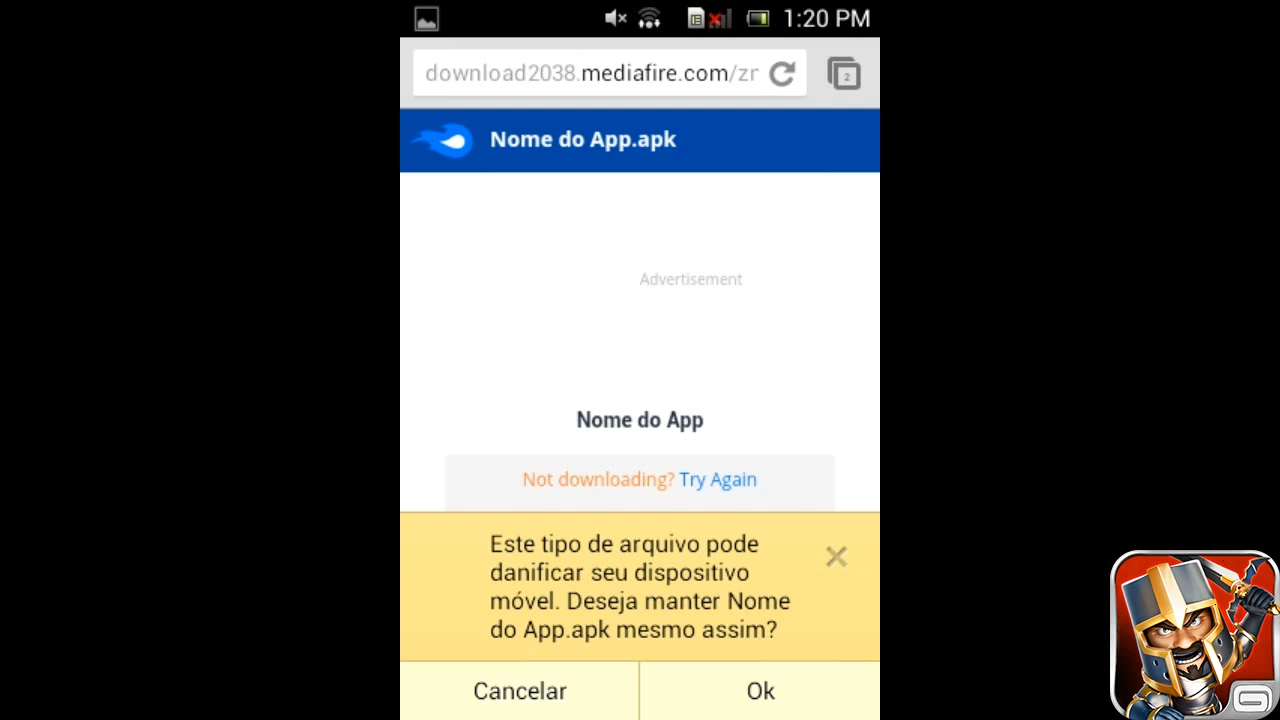 1:20 PM
download2038.mediafire.com/zr
2
Nome do App.apk
Advertisement
Nome do App
Not downloading? Try Again
Este tipo de arquivo pode
danificar seu dispositivo
móvel. Deseja manter Nome
do App.apk mesmo assim?
Cancelar
Ok